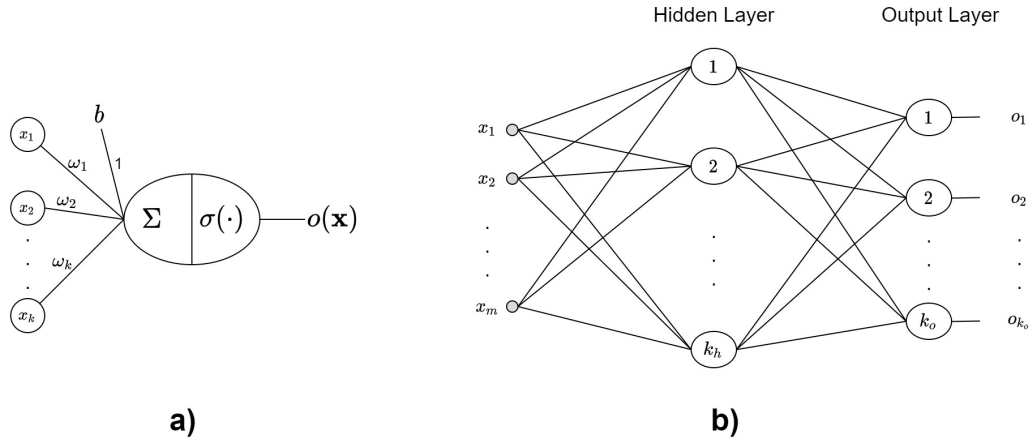 b
x₁
ω₁
1
x₂
ω₂
Σ
σ(·)
o(𝐱)
ωₖ
xₖ
a)
Hidden Layer
Output Layer
x₁
x₂
xₘ
1
2
kₕ
1
2
kₒ
o₁
o₂
oₖₒ
b)